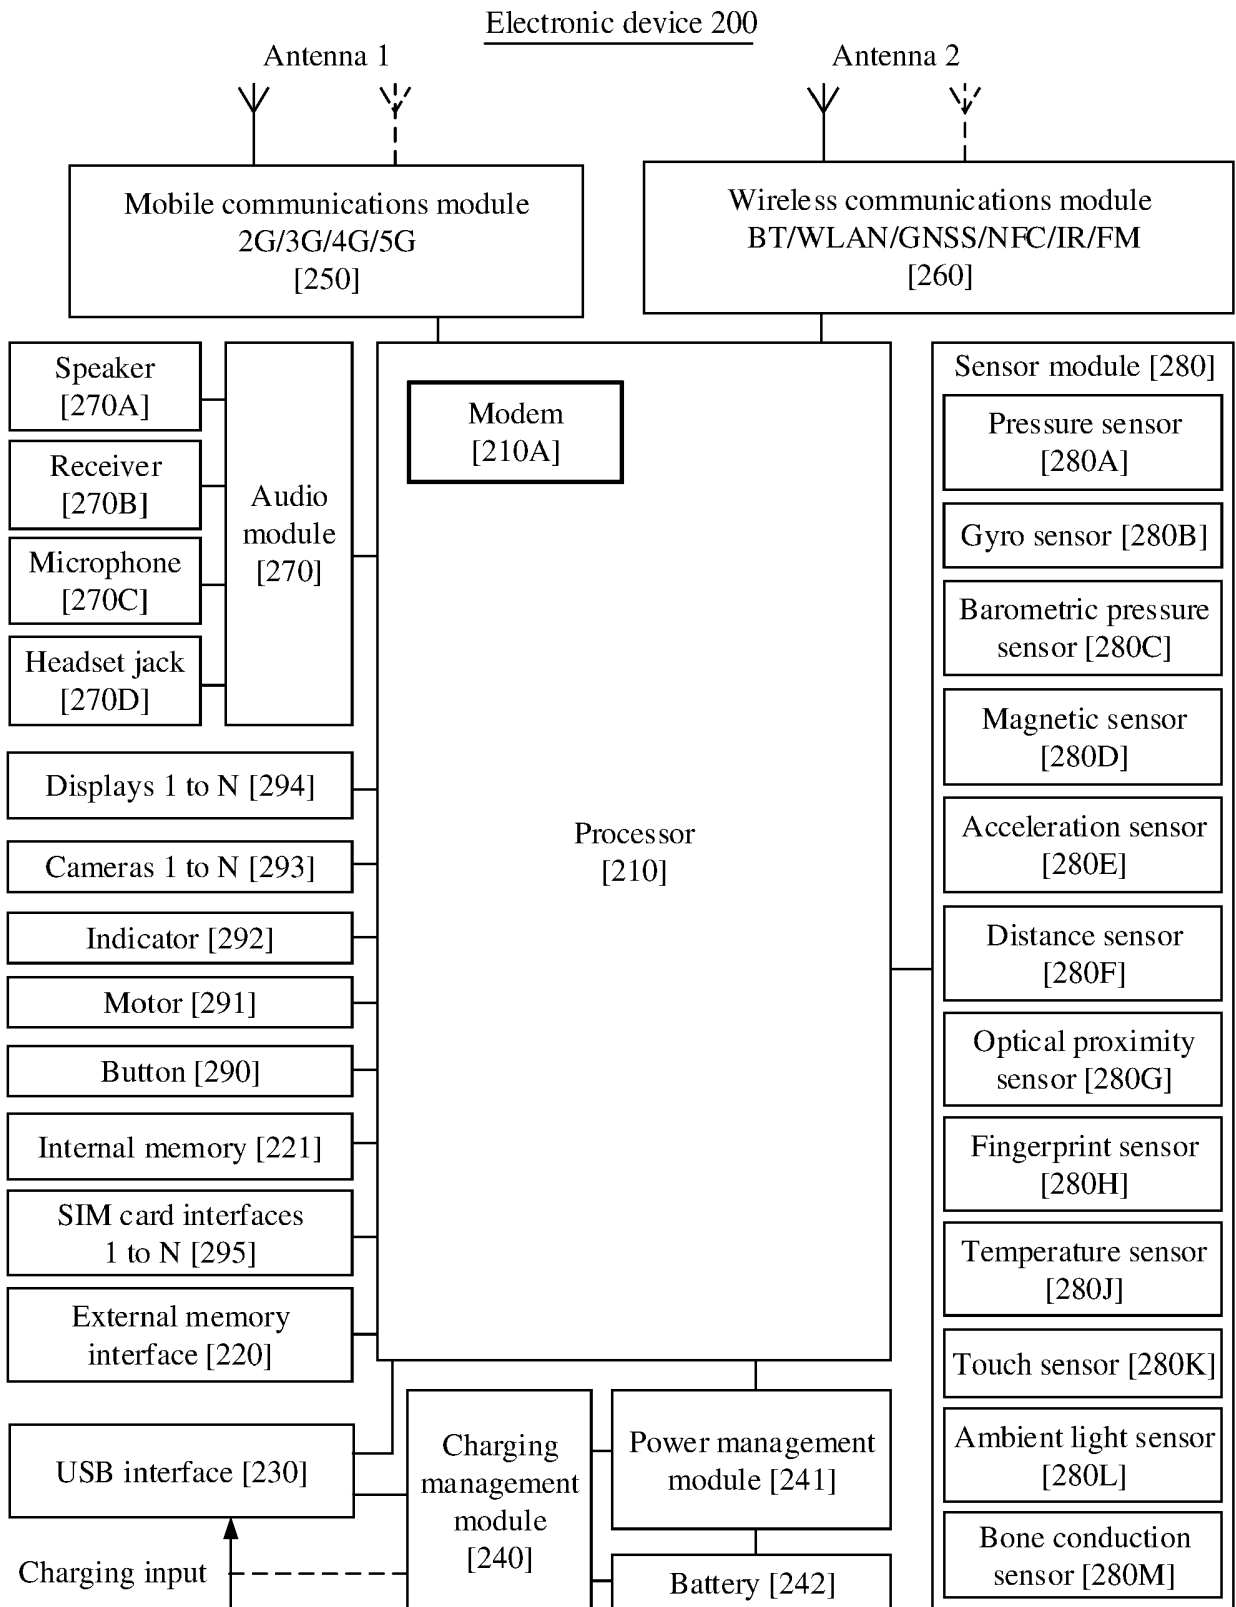 Electronic device 200
Antenna 1
Antenna 2
Mobile communications module
2G/3G/4G/5G
[250]
Wireless communications module
BT/WLAN/GNSS/NFC/IR/FM
[260]
Speaker
[270A]
Receiver
[270B]
Microphone
[270C]
Headset jack
[270D]
Audio
module
[270]
Modem
[210A]
Processor
[210]
Displays 1 to N [294]
Cameras 1 to N [293]
Indicator [292]
Motor [291]
Button [290]
Internal memory [221]
SIM card interfaces
1 to N [295]
External memory
interface [220]
USB interface [230]
Charging input
Charging
management
module
[240]
Power management
module [241]
Battery [242]
Sensor module [280]
Pressure sensor
[280A]
Gyro sensor [280B]
Barometric pressure
sensor [280C]
Magnetic sensor
[280D]
Acceleration sensor
[280E]
Distance sensor
[280F]
Optical proximity
sensor [280G]
Fingerprint sensor
[280H]
Temperature sensor
[280J]
Touch sensor [280K]
Ambient light sensor
[280L]
Bone conduction
sensor [280M]